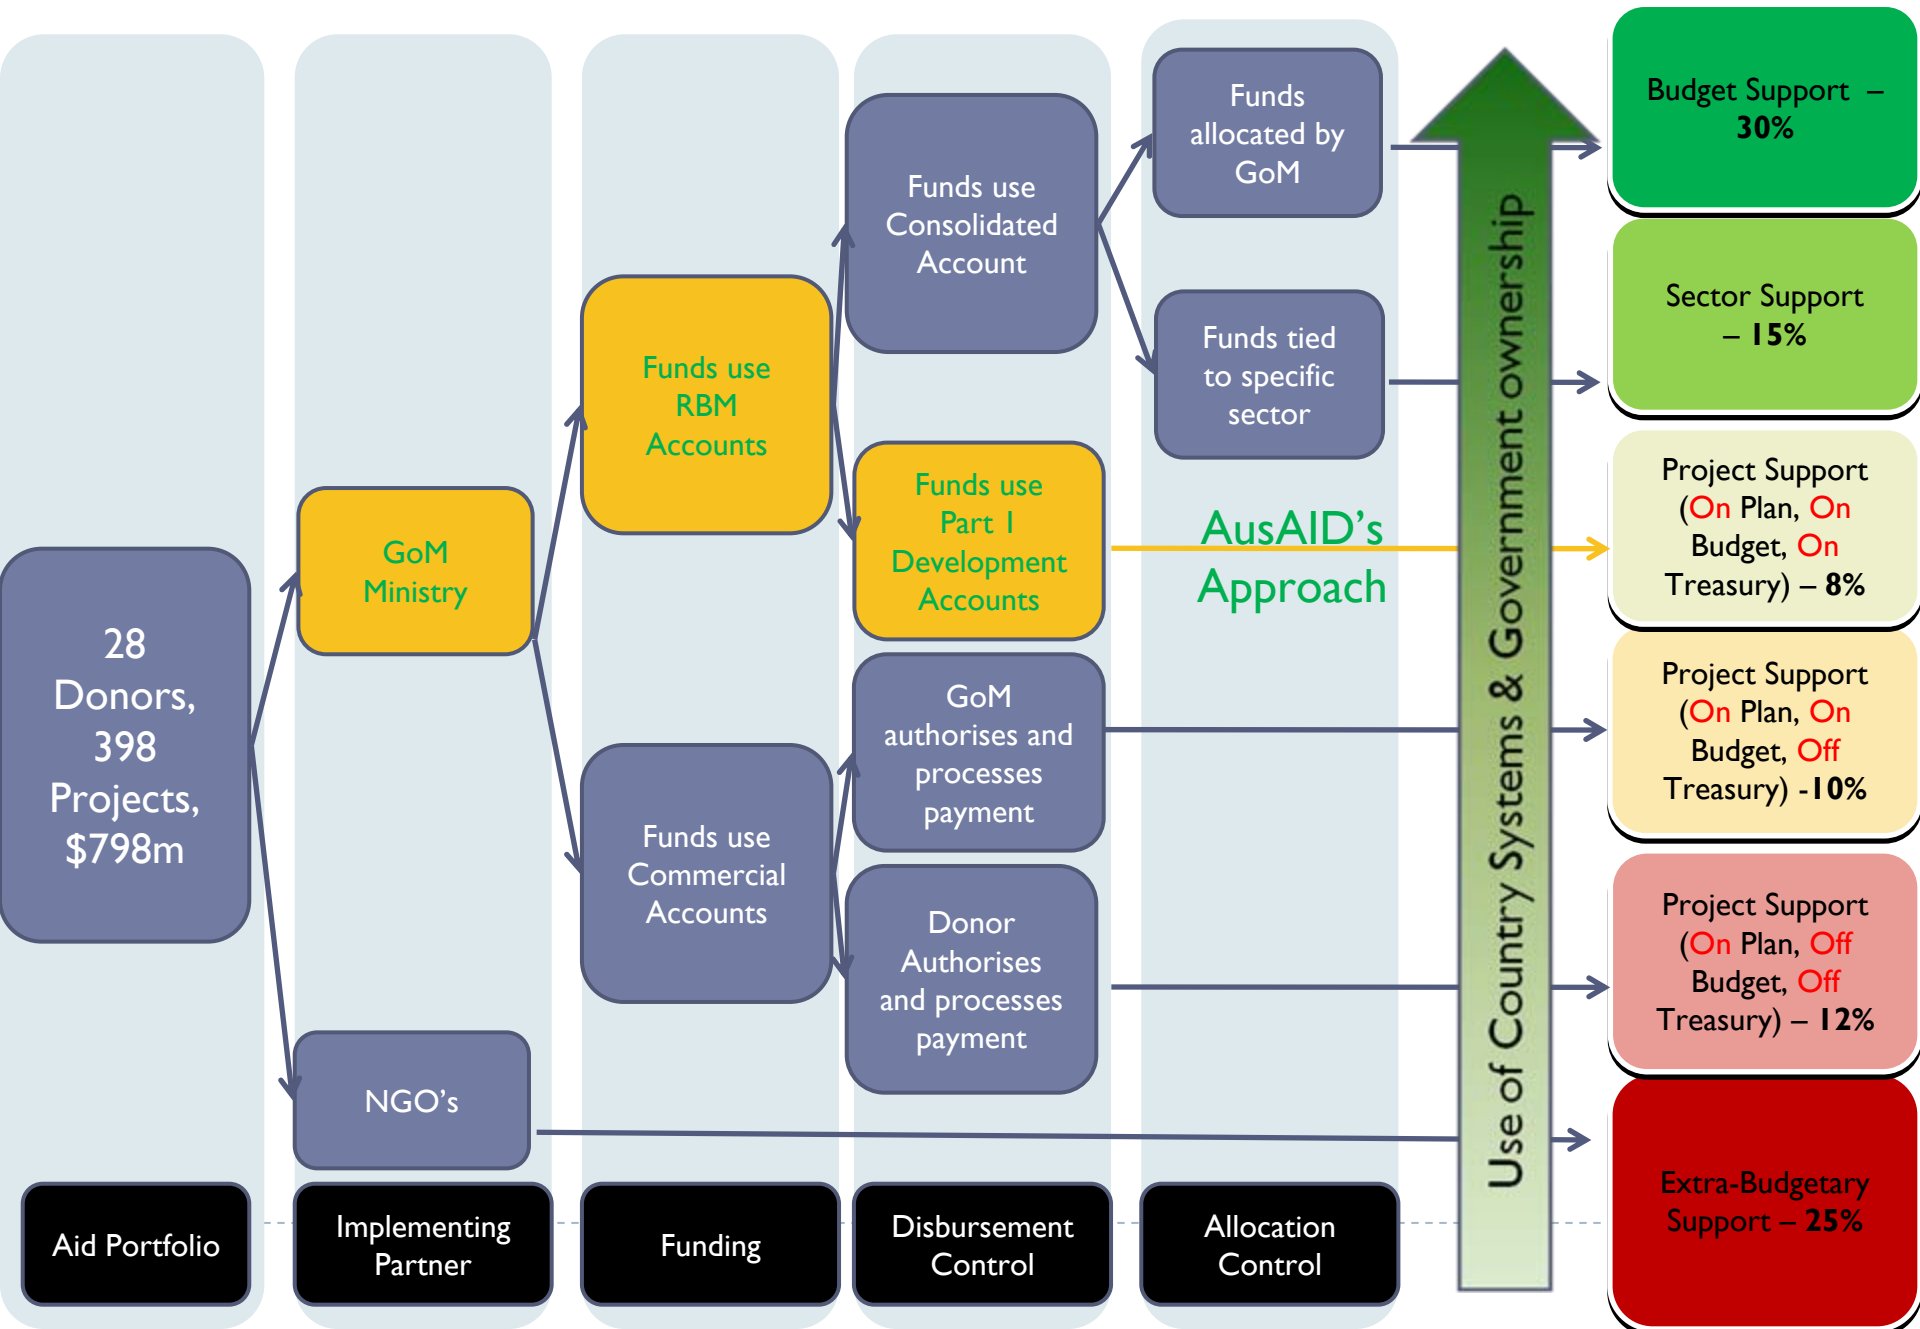 28
Donors,
398
Projects,
$798m
Aid Portfolio
GoM
Ministry
NGO's
Implementing
Partner
Funds use
RBM
Accounts
Funds use
Commercial
Accounts
Funding
Funds use
Consolidated
Account
Funds use
Part 1
Development
Accounts
GoM
authorises and
processes
payment
Donor
Authorises
and processes
payment
Disbursement
Control
Funds
allocated by
GoM
Funds tied
to specific
sector
AusAID's
Approach
Allocation
Control
Use of Country Systems & Government ownership
Budget Support –
30%
Sector Support
– 15%
Project Support
(On Plan, On
Budget, On
Treasury) – 8%
Project Support
(On Plan, On
Budget, Off
Treasury) -10%
Project Support
(On Plan, Off
Budget, Off
Treasury) – 12%
Extra-Budgetary
Support – 25%